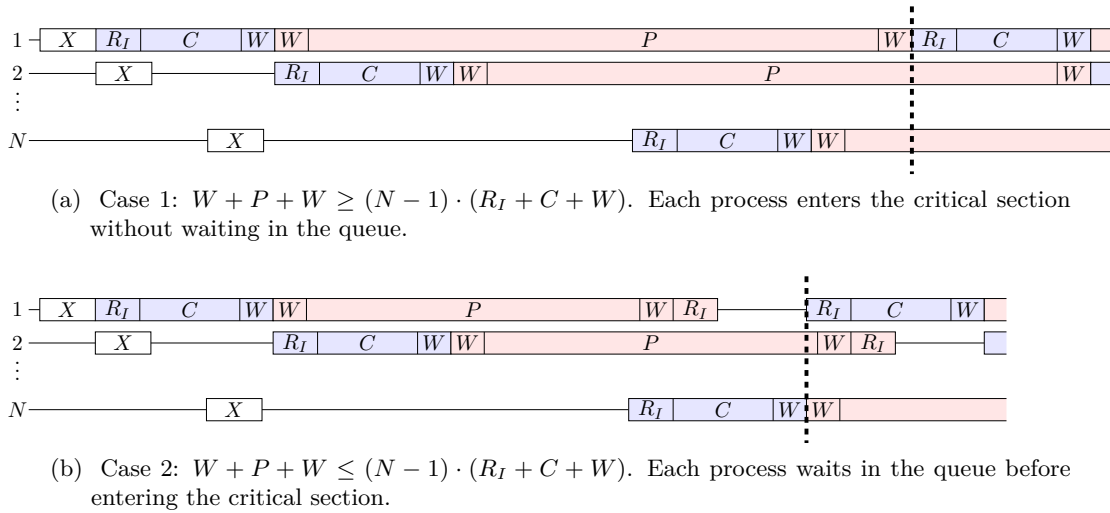 1 X R_I C W W P W R_I C W
2 X R_I C W W P W
⋮
N X R_I C W W
(a) Case 1: W + P + W ≥ (N − 1) · (R_I + C + W). Each process enters the critical section
without waiting in the queue.
1 X R_I C W W P W R_I R_I C W
2 X R_I C W W P W R_I
⋮
N X R_I C W W
(b) Case 2: W + P + W ≤ (N − 1) · (R_I + C + W). Each process waits in the queue before
entering the critical section.